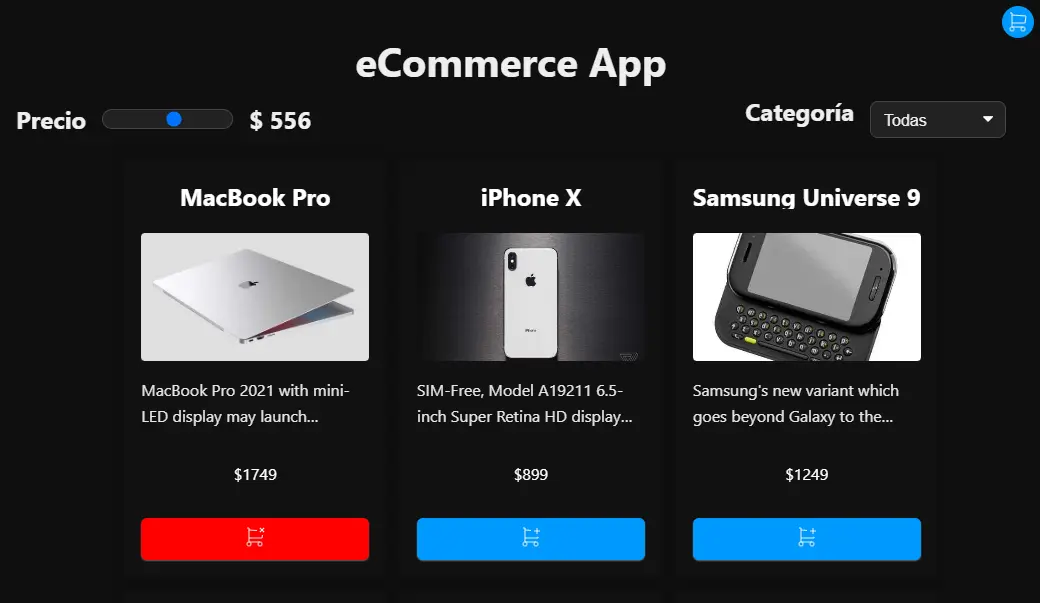 eCommerce App
Precio
$ 556
Categoría
Todas
MacBook Pro
iPhone X
Samsung Universe 9
iPhone
MacBook Pro 2021 with mini-
LED display may launch...
SIM-Free, Model A19211 6.5-
inch Super Retina HD display...
Samsung's new variant which
goes beyond Galaxy to the...
$1749
$899
$1249